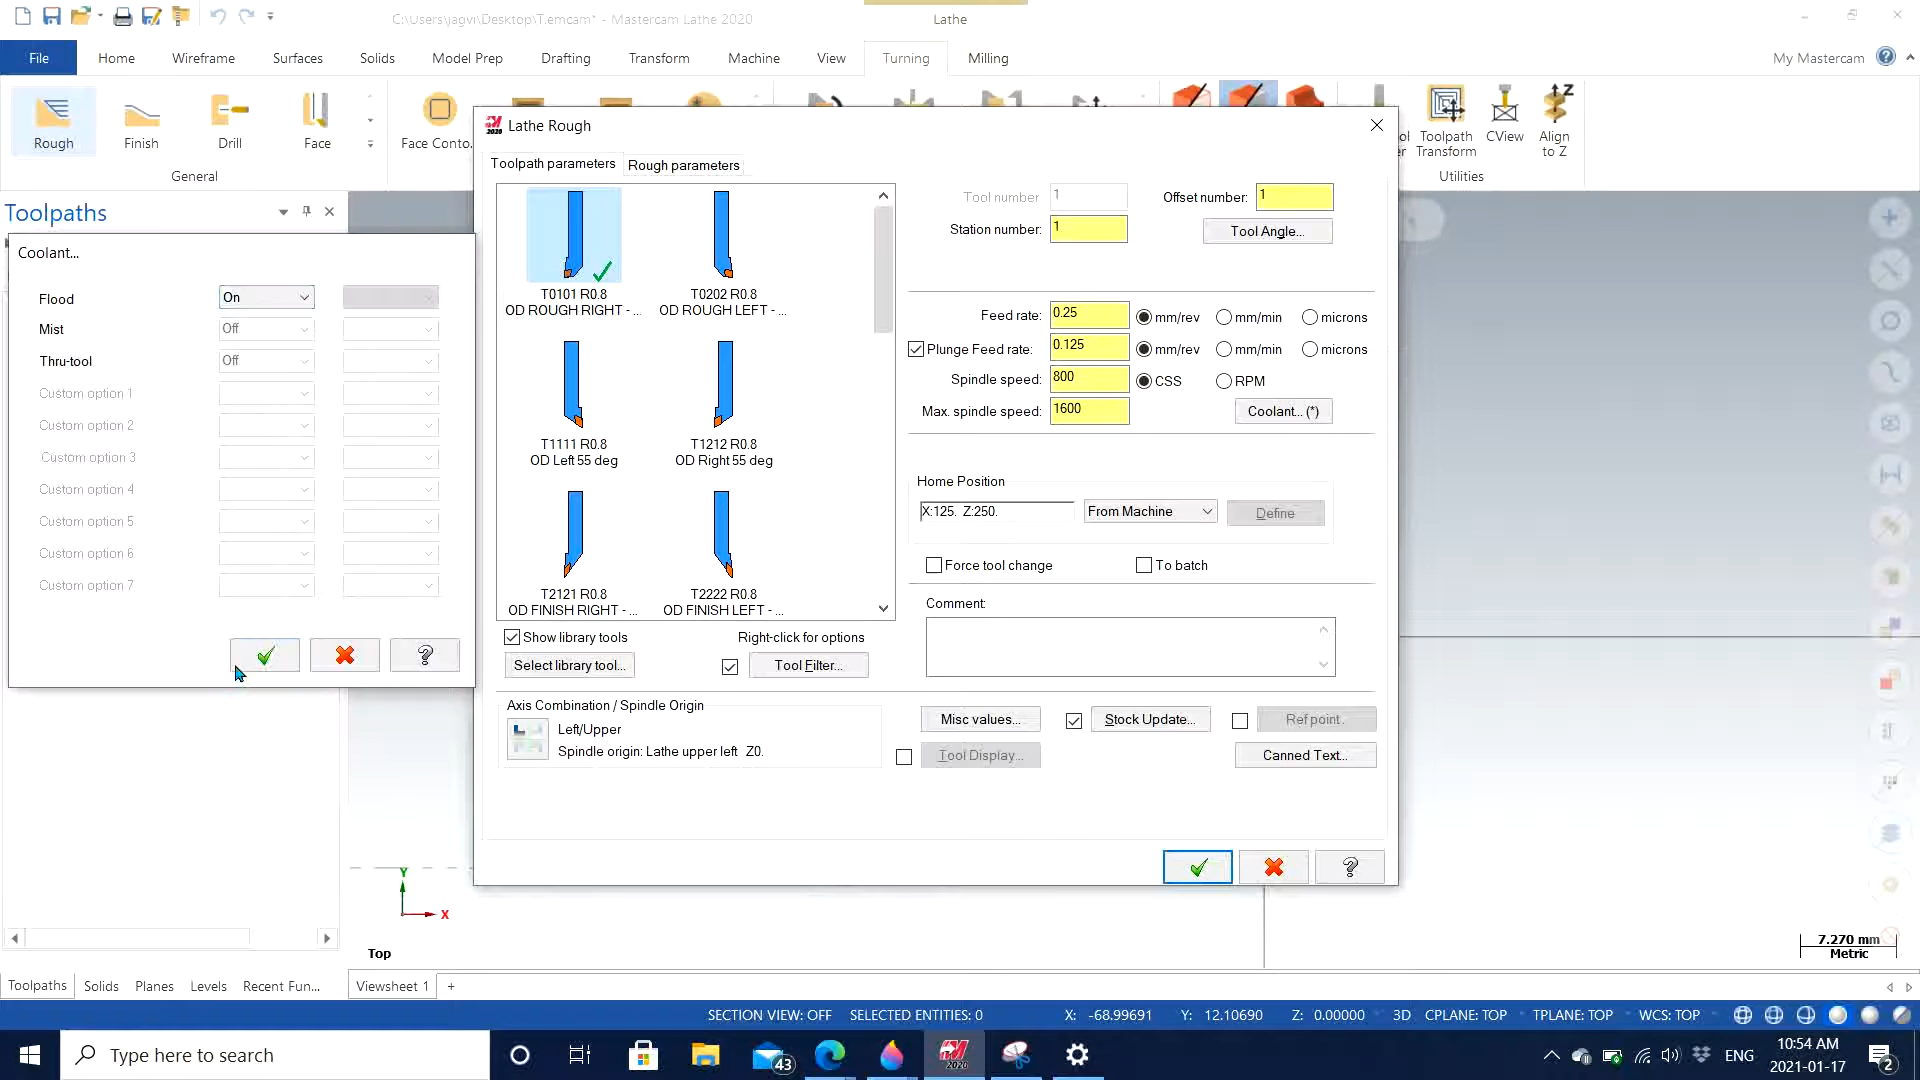 C:\Users\jagvi\Desktop\T.emcam* - Mastercam Lathe 2020
Lathe
File
Home
Wireframe
Surfaces
Solids
Model Prep
Drafting
Transform
Machine
View
Turning
Milling
My Mastercam
Rough
Finish
Drill
Face
Face Conto..
General
Toolpath
Transform
CView
Align
to Z
Utilities
Toolpaths
Coolant...
Flood
On
Mist
Off
Thru-tool
Off
Custom option 1
Custom option 2
Custom option 3
Custom option 4
Custom option 5
Custom option 6
Custom option 7
Lathe Rough
Toolpath parameters
Rough parameters
T0101 R0.8
OD ROUGH RIGHT - ...
T0202 R0.8
OD ROUGH LEFT - ...
T1111 R0.8
OD Left 55 deg
T1212 R0.8
OD Right 55 deg
T2121 R0.8
OD FINISH RIGHT - ...
T2222 R0.8
OD FINISH LEFT - ...
Show library tools
Right-click for options
Select library tool...
Tool Filter...
Axis Combination / Spindle Origin
Left/Upper
Spindle origin: Lathe upper left Z0.
Tool number
1
Offset number:
1
Station number:
1
Tool Angle...
Feed rate:
0.25
mm/rev
mm/min
microns
Plunge Feed rate:
0.125
mm/rev
mm/min
microns
Spindle speed:
800
CSS
RPM
Max. spindle speed:
1600
Coolant... (*)
Home Position
X:125. Z:250.
From Machine
Define
Force tool change
To batch
Comment:
Misc values...
Stock Update...
Ref point.
Tool Display...
Canned Text...
Y
X
Top
7.270 mm
Metric
Toolpaths
Solids
Planes
Levels
Recent Fun...
Viewsheet 1
+
SECTION VIEW: OFF
SELECTED ENTITIES: 0
X: -68.99691
Y: 12.10690
Z: 0.00000
3D
CPLANE: TOP
TPLANE: TOP
WCS: TOP
Type here to search
43
2020
ENG
10:54 AM
2021-01-17
2